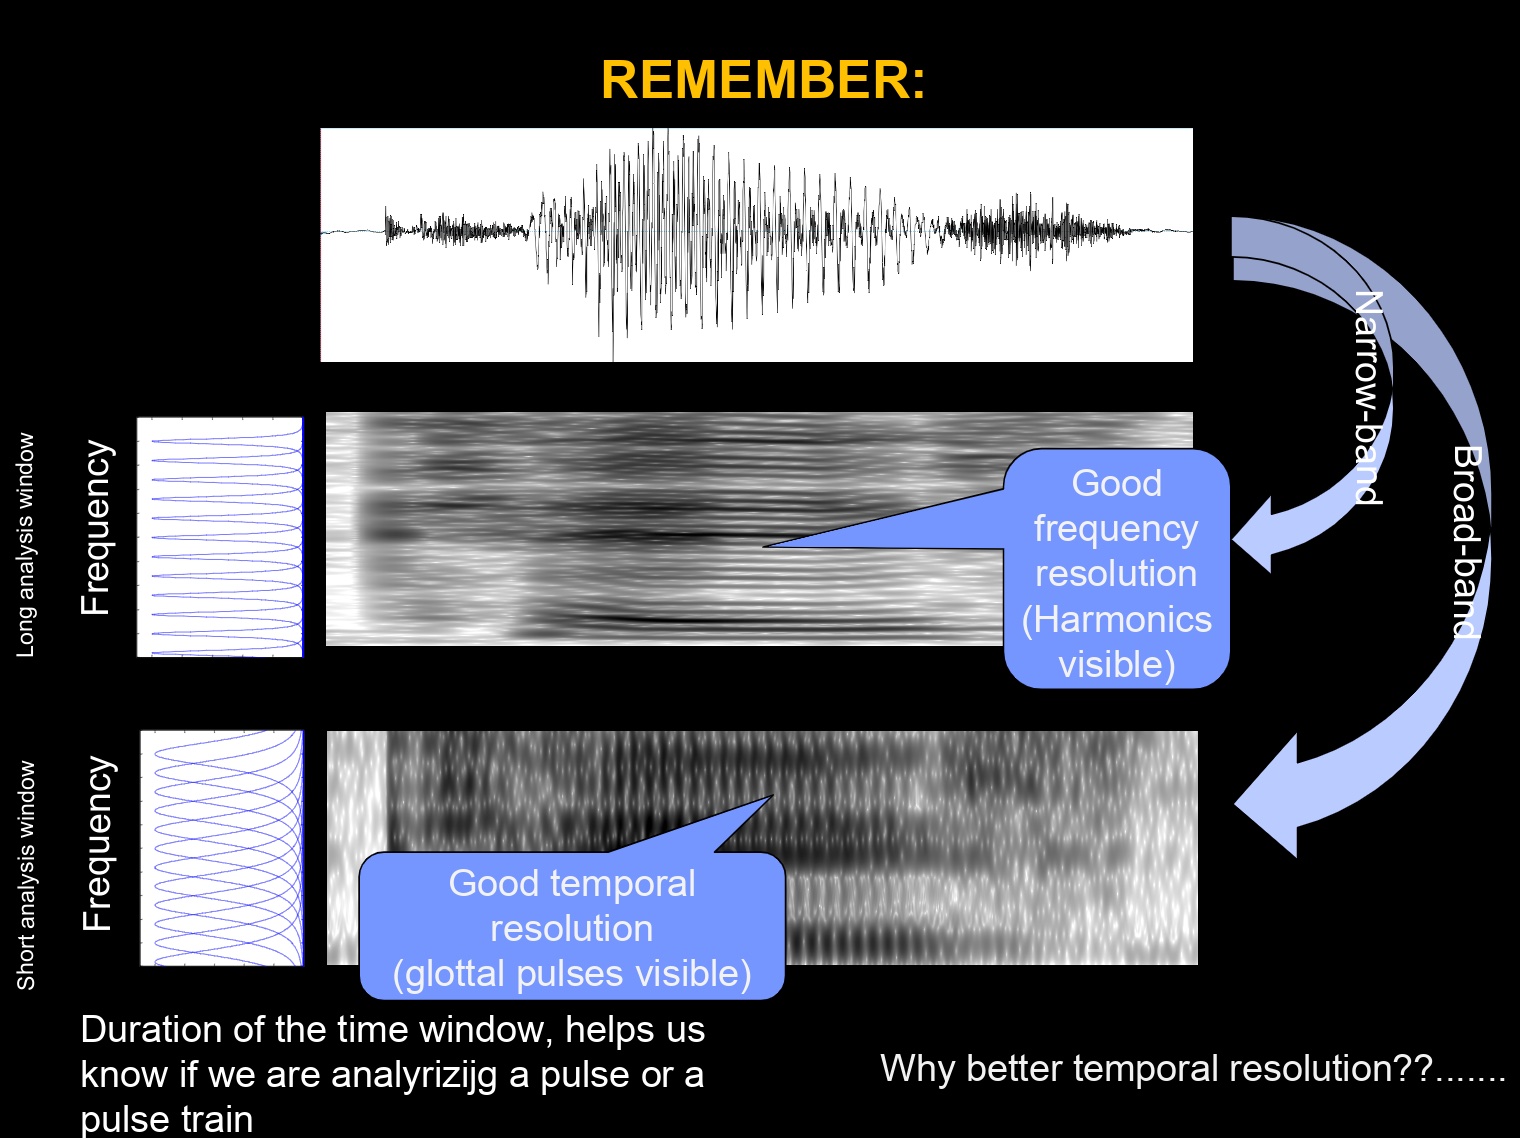 REMEMBER:
Narrow-band
Broad-band
Long analysis window
Frequency
Good
frequency
resolution
(Harmonics
visible)
Short analysis window
Frequency
Good temporal
resolution
(glottal pulses visible)
Duration of the time window, helps us
know if we are analyrizijg a pulse or a
pulse train
Why better temporal resolution??.......